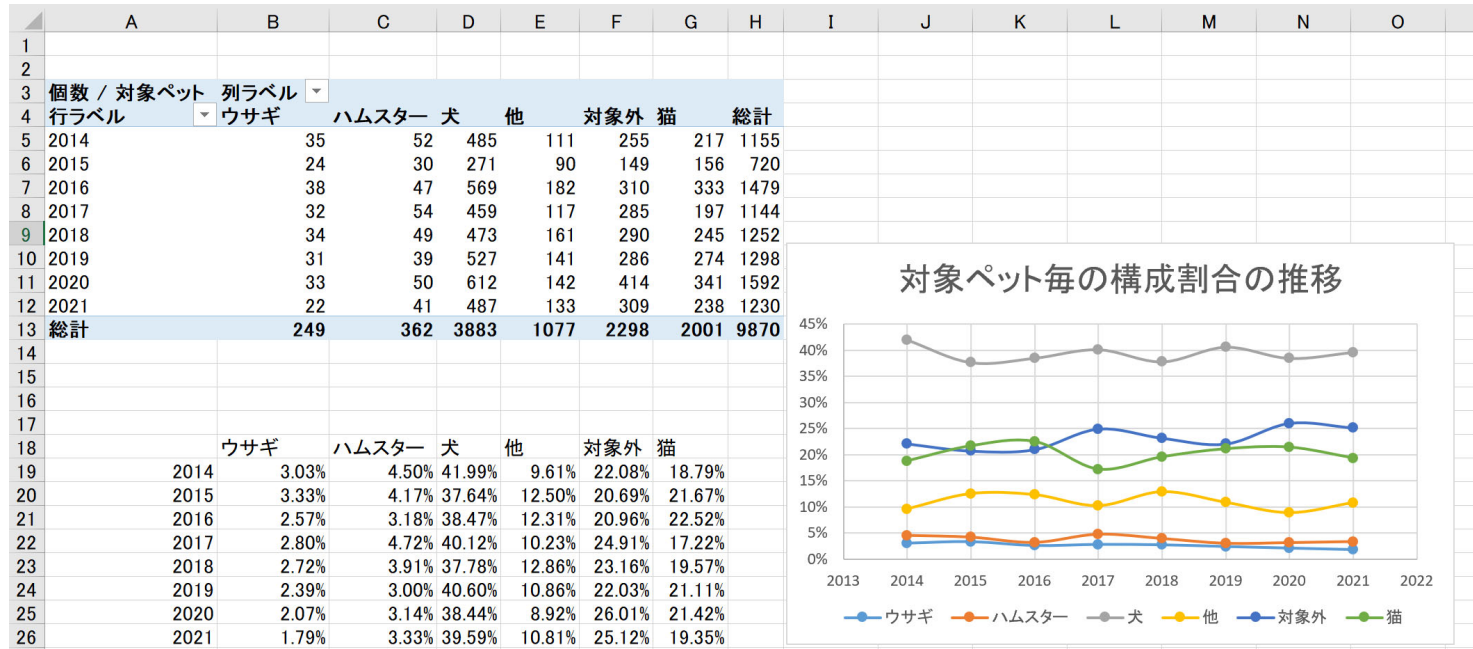 A B C D E F G H I J K L M N O
1
2
3 個数 / 対象ペット 列ラベル
4 行ラベル ウサギ ハムスター 犬 他 対象外 猫 総計
5 2014 35 52 485 111 255 217 1155
6 2015 24 30 271 90 149 156 720
7 2016 38 47 569 182 310 333 1479
8 2017 32 54 459 117 285 197 1144
9 2018 34 49 473 161 290 245 1252
10 2019 31 39 527 141 286 274 1298
11 2020 33 50 612 142 414 341 1592
12 2021 22 41 487 133 309 238 1230
13 総計 249 362 3883 1077 2298 2001 9870
14
15
16
17
18 ウサギ ハムスター 犬 他 対象外 猫
19 2014 3.03% 4.50% 41.99% 9.61% 22.08% 18.79%
20 2015 3.33% 4.17% 37.64% 12.50% 20.69% 21.67%
21 2016 2.57% 3.18% 38.47% 12.31% 20.96% 22.52%
22 2017 2.80% 4.72% 40.12% 10.23% 24.91% 17.22%
23 2018 2.72% 3.91% 37.78% 12.86% 23.16% 19.57%
24 2019 2.39% 3.00% 40.60% 10.86% 22.03% 21.11%
25 2020 2.07% 3.14% 38.44% 8.92% 26.01% 21.42%
26 2021 1.79% 3.33% 39.59% 10.81% 25.12% 19.35%
対象ペット毎の構成割合の推移
45%
40%
35%
30%
25%
20%
15%
10%
5%
0%
2013 2014 2015 2016 2017 2018 2019 2020 2021 2022
ウサギ ハムスター 犬 他 対象外 猫